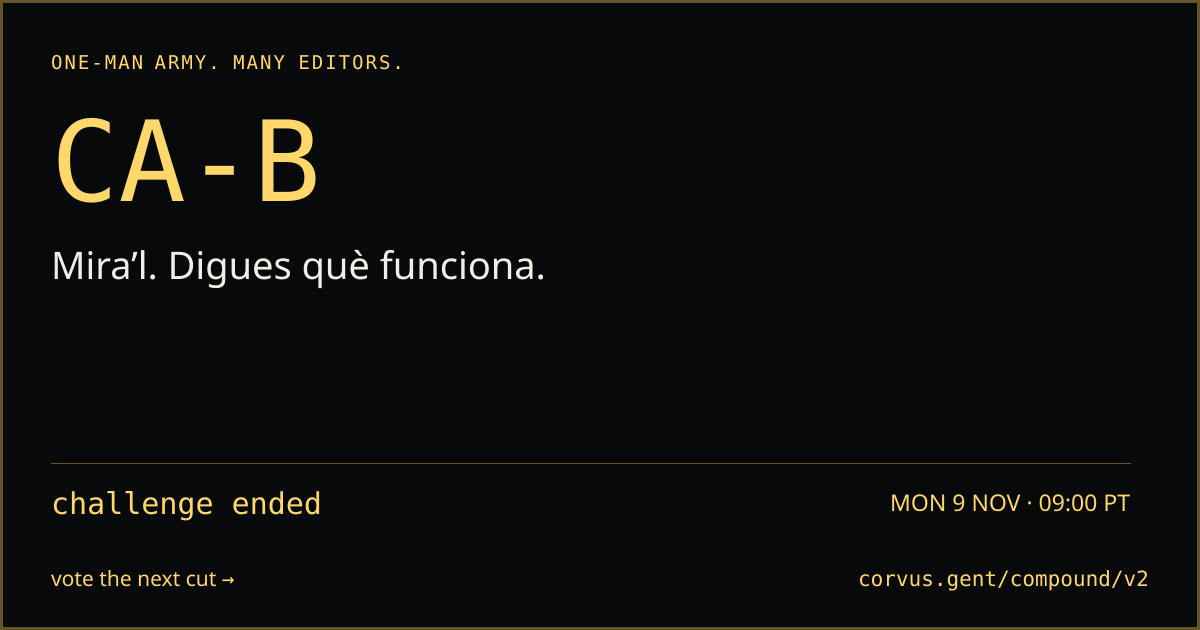 ONE-MAN ARMY. MANY EDITORS.
CA-B
Mira’l. Digues què funciona.
challenge ended
MON 9 NOV · 09:00 PT
vote the next cut →
corvus.gent/compound/v2